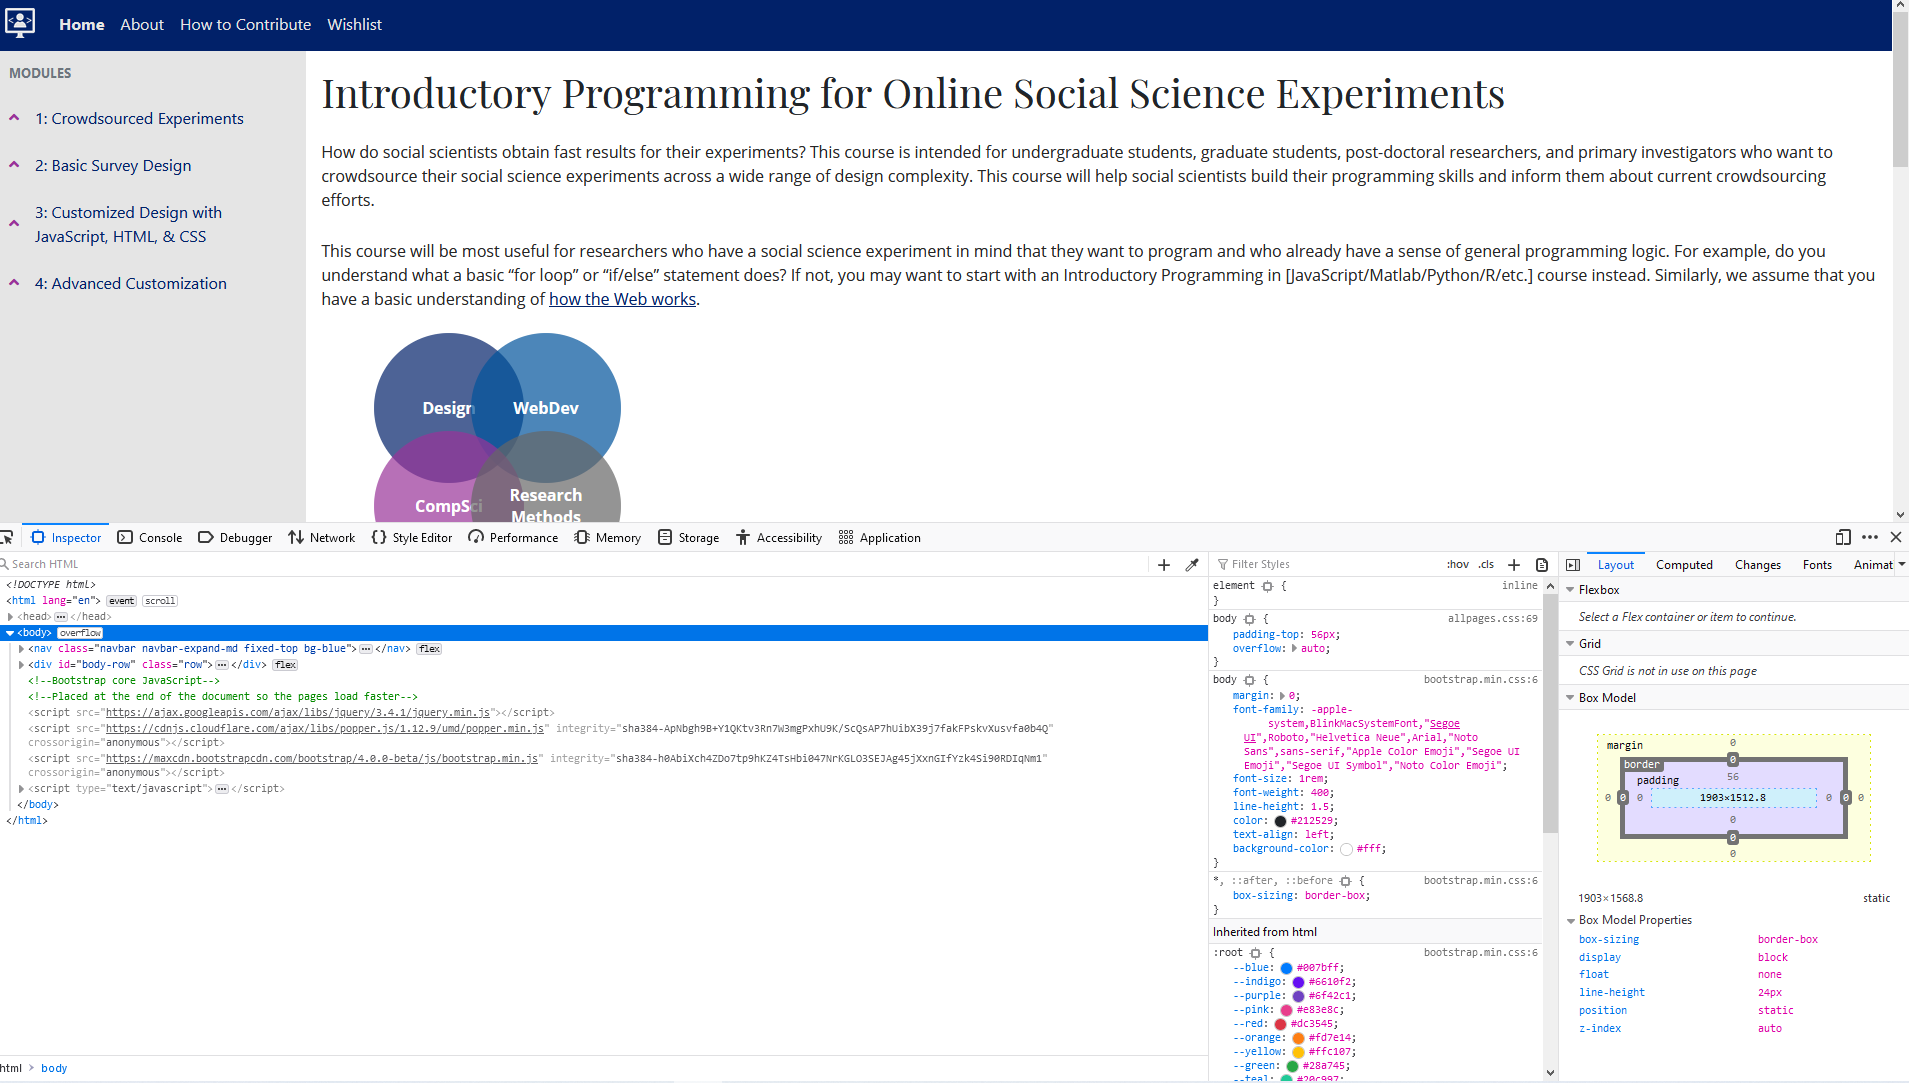 Home About How to Contribute Wishlist
MODULES
1: Crowdsourced Experiments
2: Basic Survey Design
3: Customized Design with
JavaScript, HTML, & CSS
4: Advanced Customization
Introductory Programming for Online Social Science Experiments
How do social scientists obtain fast results for their experiments? This course is intended for undergraduate students, graduate students, post-doctoral researchers, and primary investigators who want to
crowdsource their social science experiments across a wide range of design complexity. This course will help social scientists build their programming skills and inform them about current crowdsourcing
efforts.
This course will be most useful for researchers who have a social science experiment in mind that they want to program and who already have a sense of general programming logic. For example, do you
understand what a basic “for loop” or “if/else” statement does? If not, you may want to start with an Introductory Programming in [JavaScript/Matlab/Python/R/etc.] course instead. Similarly, we assume that you
have a basic understanding of how the Web works.
Design WebDev
CompSci Research
Methods
Inspector Console Debugger Network Style Editor Performance Memory Storage Accessibility Application
Search HTML
<!DOCTYPE html>
<html lang="en"> event scroll
<head> ••• </head>
<body> overflow
<nav class="navbar navbar-expand-md fixed-top bg-blue"> ••• </nav> flex
<div id="body-row" class="row"> ••• </div> flex
<!--Bootstrap core JavaScript-->
<!--Placed at the end of the document so the pages load faster-->
<script src="https://ajax.googleapis.com/ajax/libs/jquery/3.4.1/jquery.min.js"></script>
<script src="https://cdnjs.cloudflare.com/ajax/libs/popper.js/1.12.9/umd/popper.min.js" integrity="sha384-ApNbgh9B+Y1QKtv3Rn7W3mgPxhU9K/ScQsAP7hUibX39j7fakFPskvXusvfa0b4Q"
crossorigin="anonymous"></script>
<script src="https://maxcdn.bootstrapcdn.com/bootstrap/4.0.0-beta/js/bootstrap.min.js" integrity="sha384-h0AbiXch4ZDo7tp9hKZ4TsHbi047NrKGLO3SEJAg45jXxnGIfYzk4Si90RDIqNm1"
crossorigin="anonymous"></script>
<script type="text/javascript"> ••• </script>
</body>
</html>
html > body
Filter Styles :hov .cls
element { inline
}
body { allpages.css:69
padding-top: 56px;
overflow: auto;
}
body { bootstrap.min.css:6
margin: 0;
font-family: -apple-
system,BlinkMacSystemFont,"Segoe
UI",Roboto,"Helvetica Neue",Arial,"Noto
Sans",sans-serif,"Apple Color Emoji","Segoe UI
Emoji","Segoe UI Symbol","Noto Color Emoji";
font-size: 1rem;
font-weight: 400;
line-height: 1.5;
color: #212529;
text-align: left;
background-color: #fff;
}
*, ::after, ::before { bootstrap.min.css:6
box-sizing: border-box;
}
Inherited from html
:root { bootstrap.min.css:6
--blue: #007bff;
--indigo: #6610f2;
--purple: #6f42c1;
--pink: #e83e8c;
--red: #dc3545;
--orange: #fd7e14;
--yellow: #ffc107;
--green: #28a745;
--teal: #20c997;
Layout Computed Changes Fonts Animat
Flexbox
Select a Flex container or item to continue.
Grid
CSS Grid is not in use on this page
Box Model
margin 0
border 0
padding 56
0 0 0 1903×1512.8 0 0 0
0
0
0
1903×1568.8 static
Box Model Properties
box-sizing border-box
display block
float none
line-height 24px
position static
z-index auto